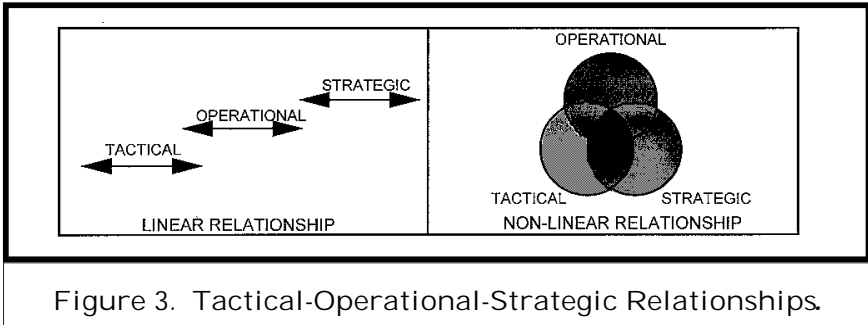 STRATEGIC
OPERATIONAL
TACTICAL
LINEAR RELATIONSHIP
OPERATIONAL
TACTICAL
STRATEGIC
NON-LINEAR RELATIONSHIP
Figure 3. Tactical-Operational-Strategic Relationships.